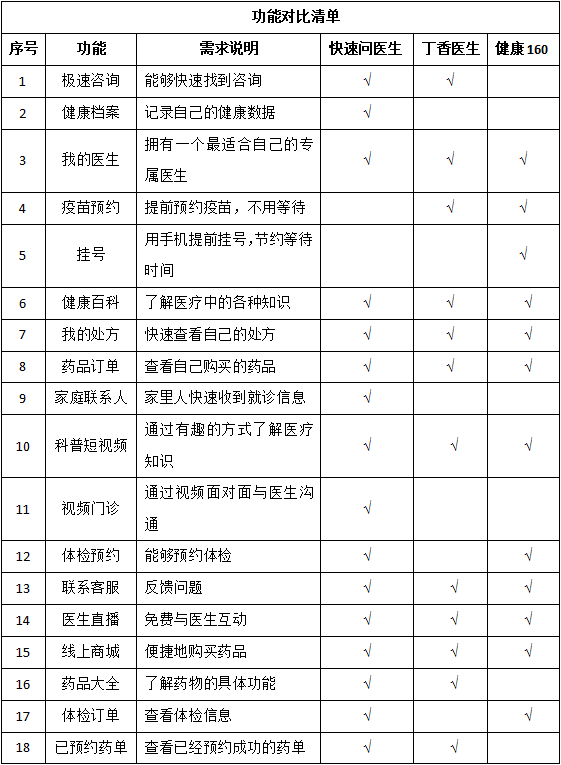 功能对比清单
序号 功能 需求说明 快速问医生 丁香医生 健康 160
1 极速咨询 能够快速找到咨询 √ √
2 健康档案 记录自己的健康数据 √
3 我的医生 拥有一个最适合自己的专
属医生 √ √ √
4 疫苗预约 提前预约疫苗，不用等待 √ √
5 挂号 用手机提前挂号，节约等待
时间 √
6 健康百科 了解医疗中的各种知识 √ √ √
7 我的处方 快速查看自己的处方 √ √ √
8 药品订单 查看自己购买的药品 √ √ √
9 家庭联系人 家里人快速收到就诊信息 √
10 科普短视频 通过有趣的方式了解医疗
知识 √ √ √
11 视频门诊 通过视频面对面与医生沟
通 √
12 体检预约 能够预约体检 √ √
13 联系客服 反馈问题 √ √ √
14 医生直播 免费与医生互动 √ √ √
15 线上商城 便捷地购买药品 √ √ √
16 药品大全 了解药物的具体功能 √ √
17 体检订单 查看体检信息 √ √
18 已预约药单 查看已经预约成功的药单 √ √